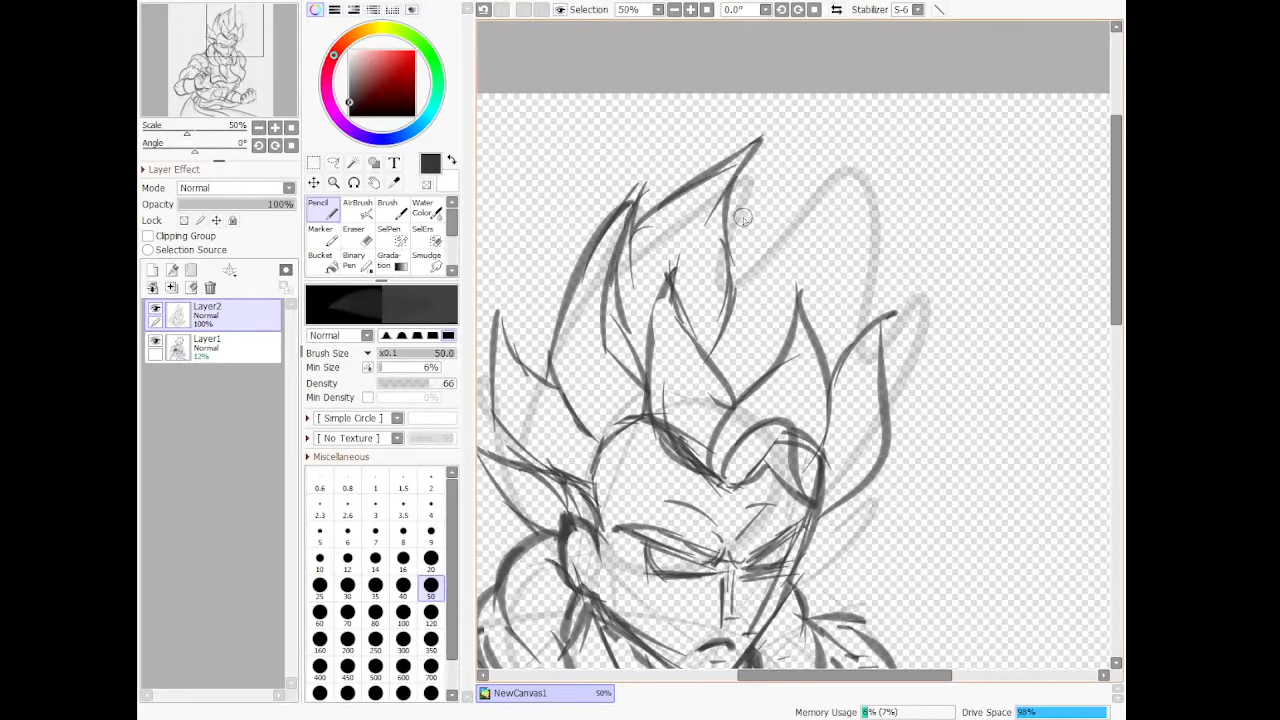 Selection 50% 0.0° Stabilizer S-6
Scale 50%
Angle 0°
Layer Effect
Mode Normal
Opacity 100%
Lock
Clipping Group
Selection Source
Layer2
Normal
100%
Layer1
Normal
12%
T
Pencil AirBrush Brush Water Color
Marker Eraser SelPen SelErs
Bucket Binary Pen Grada-tion Smudge
Normal
Brush Size x0.1 50.0
Min Size 6%
Density 66
Min Density 0%
[ Simple Circle ]
[ No Texture ]
Miscellaneous
0.6 0.8 1 1.5 2
2.3 2.6 3 3.5 4
5 6 7 8 9
10 12 14 16 20
25 30 35 40 50
60 70 80 100 120
160 200 250 300 350
400 450 500 600 700
NewCanvas1 50%
Memory Usage 6% (7%) Drive Space 98%